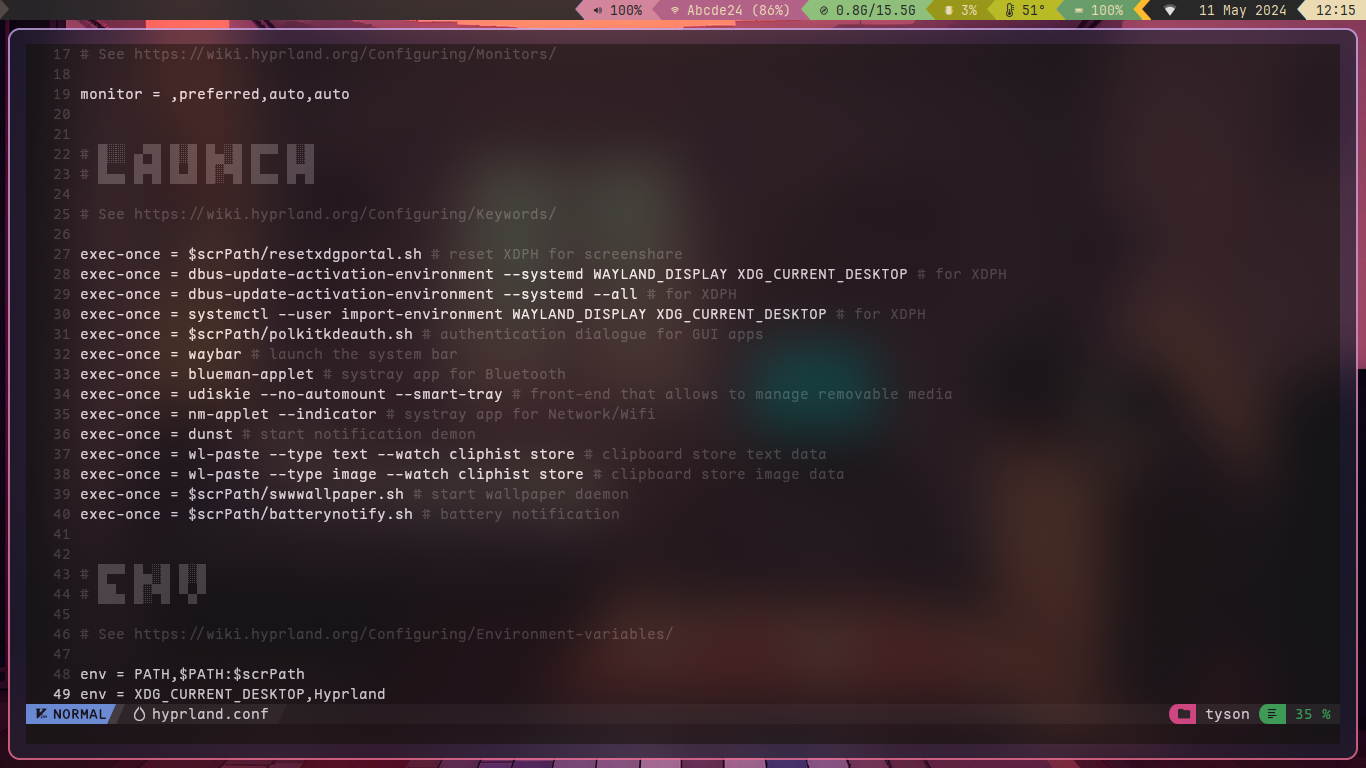 100% Abcde24 (86%) 0.86/15.5G 3% 51° 100% 11 May 2024 12:15
17 # See https://wiki.hyprland.org/Configuring/Monitors/
18
19 monitor = ,preferred,auto,auto
20
21
22 # LAUNCH
23 #
24
25 # See https://wiki.hyprland.org/Configuring/Keywords/
26
27 exec-once = $scrPath/resetxdgportal.sh # reset XDPH for screenshare
28 exec-once = dbus-update-activation-environment --systemd WAYLAND_DISPLAY XDG_CURRENT_DESKTOP # for XDPH
29 exec-once = dbus-update-activation-environment --systemd --all # for XDPH
30 exec-once = systemctl --user import-environment WAYLAND_DISPLAY XDG_CURRENT_DESKTOP # for XDPH
31 exec-once = $scrPath/polkitkdeauth.sh # authentication dialogue for GUI apps
32 exec-once = waybar # launch the system bar
33 exec-once = blueman-applet # systray app for Bluetooth
34 exec-once = udiskie --no-automount --smart-tray # front-end that allows to manage removable media
35 exec-once = nm-applet --indicator # systray app for Network/Wifi
36 exec-once = dunst # start notification demon
37 exec-once = wl-paste --type text --watch cliphist store # clipboard store text data
38 exec-once = wl-paste --type image --watch cliphist store # clipboard store image data
39 exec-once = $scrPath/swwwallpaper.sh # start wallpaper daemon
40 exec-once = $scrPath/batterynotify.sh # battery notification
41
42
43 # ENV
44 #
45
46 # See https://wiki.hyprland.org/Configuring/Environment-variables/
47
48 env = PATH,$PATH:$scrPath
49 env = XDG_CURRENT_DESKTOP,Hyprland
NORMAL hyprland.conf tyson 35 %